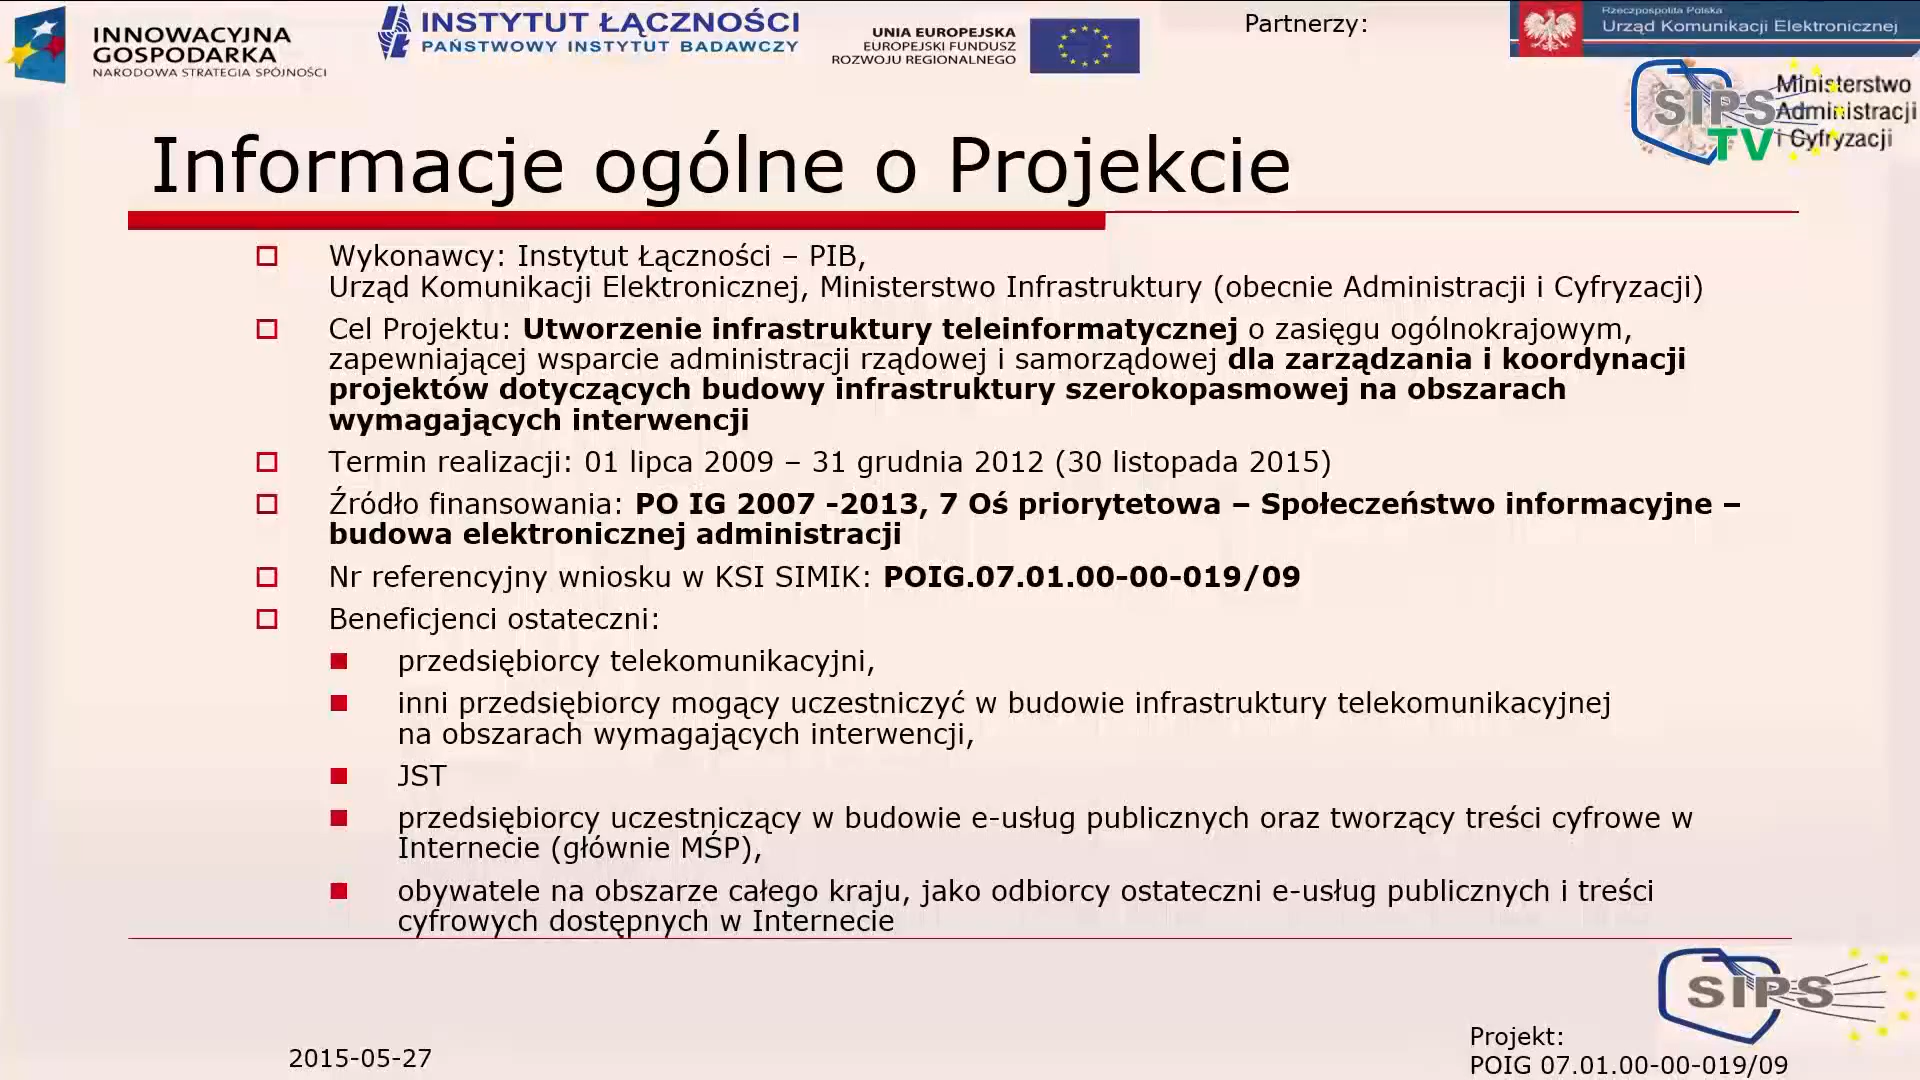 INNOWACYJNA
GOSPODARKA
NARODOWA STRATEGIA SPÓJNOŚCI
INSTYTUT ŁĄCZNOŚCI
PAŃSTWOWY INSTYTUT BADAWCZY
UNIA EUROPEJSKA
EUROPEJSKI FUNDUSZ
ROZWOJU REGIONALNEGO
Partnerzy:
Rzeczpospolita Polska
Urząd Komunikacji Elektronicznej
SIPS
TV
Ministerstwo
Administracji
i Cyfryzacji
Informacje ogólne o Projekcie
Wykonawcy: Instytut Łączności – PIB,
Urząd Komunikacji Elektronicznej, Ministerstwo Infrastruktury (obecnie Administracji i Cyfryzacji)
Cel Projektu: Utworzenie infrastruktury teleinformatycznej o zasięgu ogólnokrajowym,
zapewniającej wsparcie administracji rządowej i samorządowej dla zarządzania i koordynacji
projektów dotyczących budowy infrastruktury szerokopasmowej na obszarach
wymagających interwencji
Termin realizacji: 01 lipca 2009 – 31 grudnia 2012 (30 listopada 2015)
Źródło finansowania: PO IG 2007 -2013, 7 Oś priorytetowa – Społeczeństwo informacyjne –
budowa elektronicznej administracji
Nr referencyjny wniosku w KSI SIMIK: POIG.07.01.00-00-019/09
Beneficjenci ostateczni:
przedsiębiorcy telekomunikacyjni,
inni przedsiębiorcy mogący uczestniczyć w budowie infrastruktury telekomunikacyjnej
na obszarach wymagających interwencji,
JST
przedsiębiorcy uczestniczący w budowie e-usług publicznych oraz tworzący treści cyfrowe w
Internecie (głównie MŚP),
obywatele na obszarze całego kraju, jako odbiorcy ostateczni e-usług publicznych i treści
cyfrowych dostępnych w Internecie
SIPS
2015-05-27
Projekt:
POIG 07.01.00-00-019/09